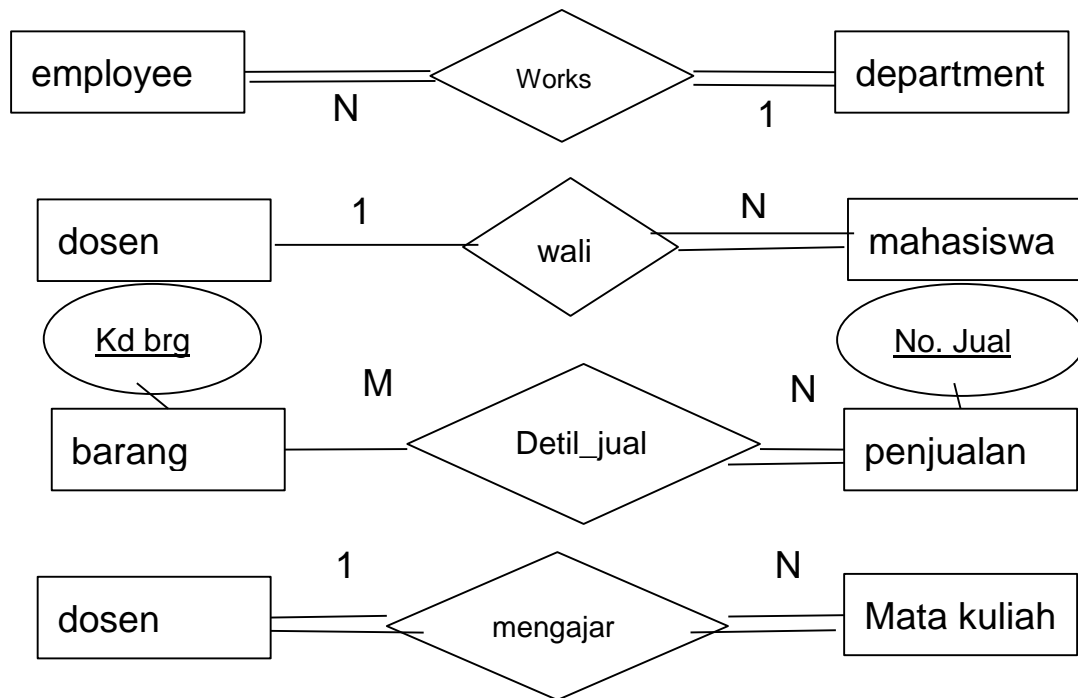 employee
N
Works
1
department
dosen
1
wali
N
mahasiswa
Kd brg
No. Jual
barang
M
Detil_jual
N
penjualan
dosen
1
mengajar
N
Mata kuliah